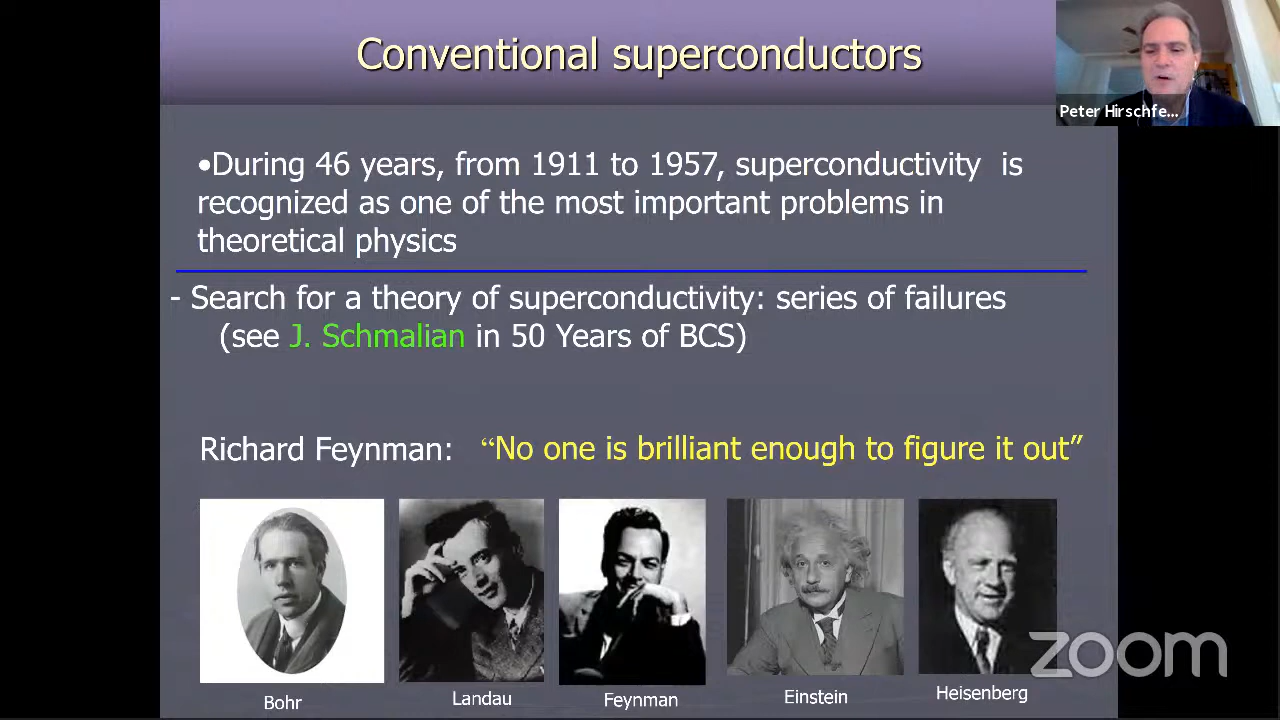 Conventional superconductors
Peter Hirschfe...
•During 46 years, from 1911 to 1957, superconductivity is
recognized as one of the most important problems in
theoretical physics
- Search for a theory of superconductivity: series of failures
(see J. Schmalian in 50 Years of BCS)
Richard Feynman: “No one is brilliant enough to figure it out”
Bohr
Landau
Feynman
Einstein
Heisenberg
zoom